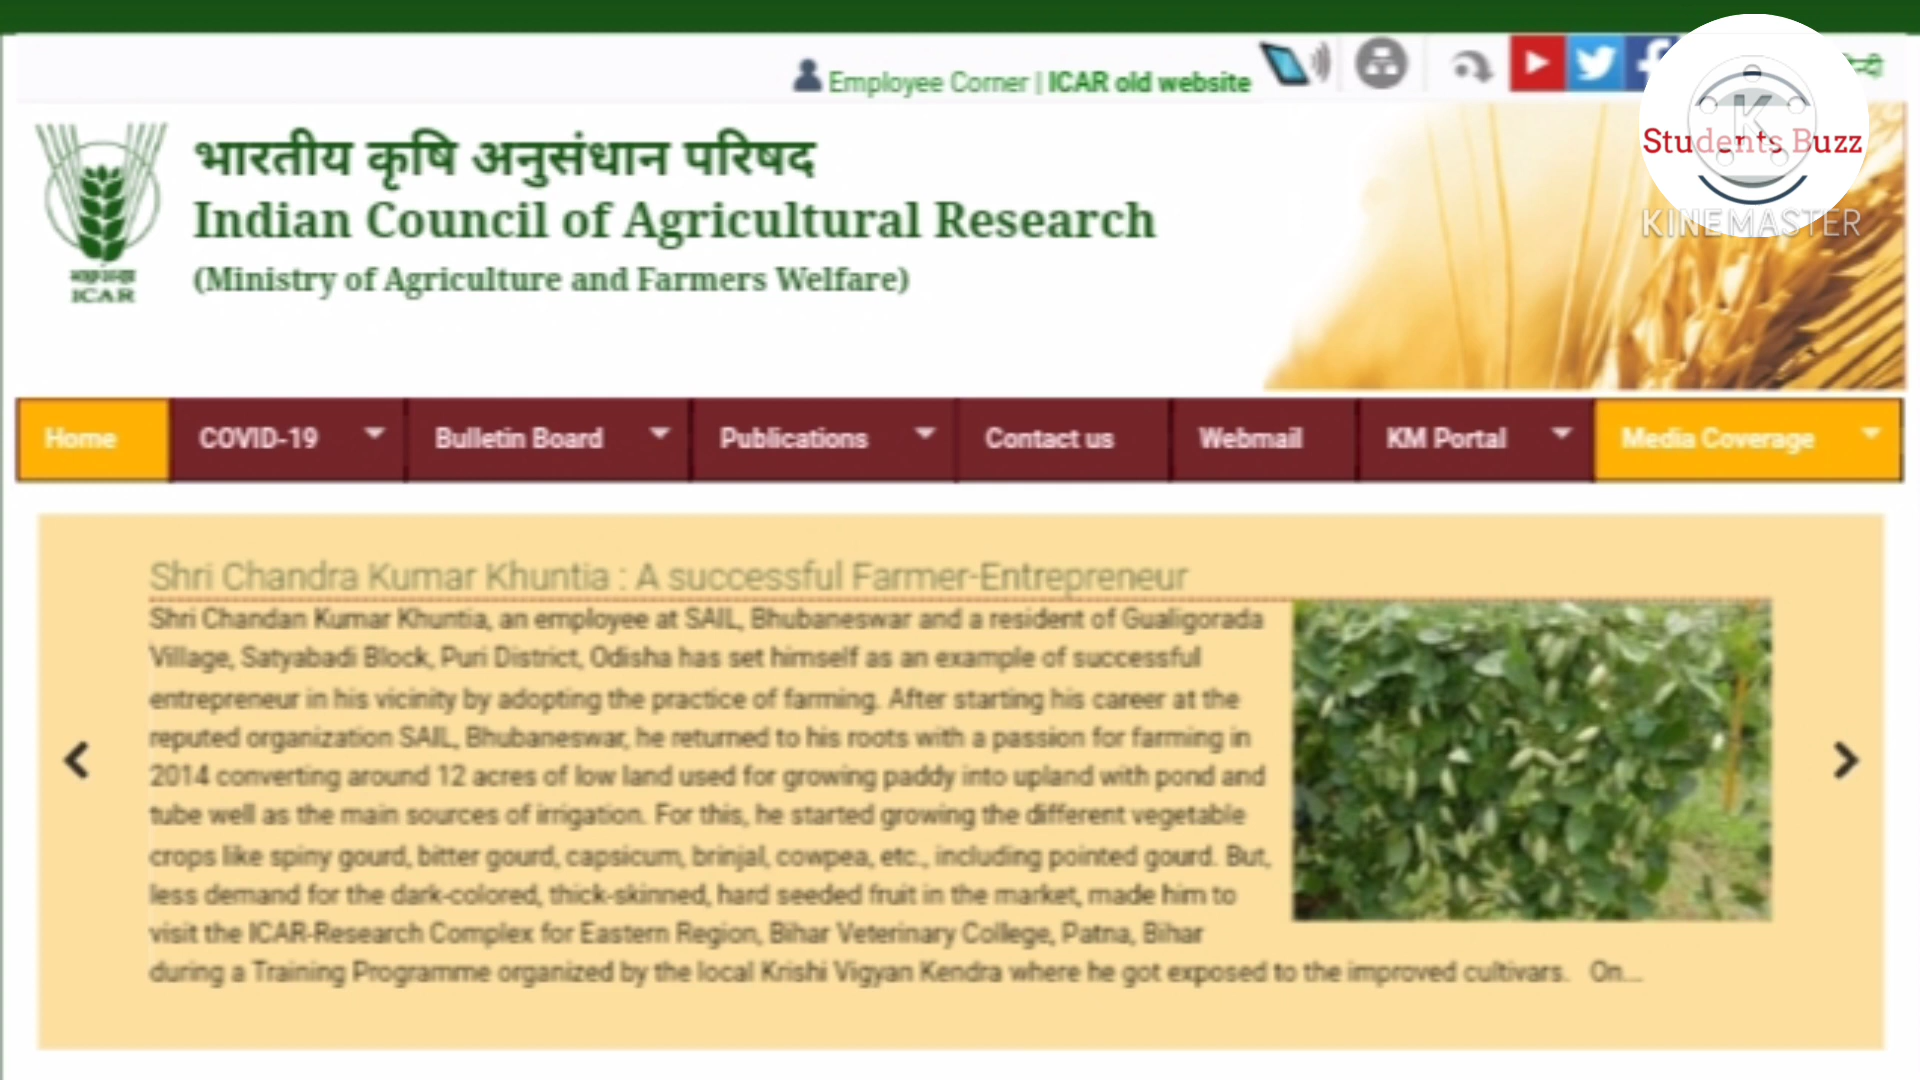 Employee Corner | ICAR old website
Students Buzz
KINEMASTER
भारतीय कृषि अनुसंधान परिषद
Indian Council of Agricultural Research
(Ministry of Agriculture and Farmers Welfare)
ICAR
Home COVID-19 Bulletin Board Publications Contact us Webmail KM Portal Media Coverage
Shri Chandra Kumar Khuntia : A successful Farmer-Entrepreneur
Shri Chandan Kumar Khuntia, an employee at SAIL, Bhubaneswar and a resident of Gualigorada
Village, Satyabadi Block, Puri District, Odisha has set himself as an example of successful
entrepreneur in his vicinity by adopting the practice of farming. After starting his career at the
reputed organization SAIL, Bhubaneswar, he returned to his roots with a passion for farming in
2014 converting around 12 acres of low land used for growing paddy into upland with pond and
tube well as the main sources of irrigation. For this, he started growing the different vegetable
crops like spiny gourd, bitter gourd, capsicum, brinjal, cowpea, etc., including pointed gourd. But,
less demand for the dark-colored, thick-skinned, hard seeded fruit in the market, made him to
visit the ICAR-Research Complex for Eastern Region, Bihar Veterinary College, Patna, Bihar
during a Training Programme organized by the local Krishi Vigyan Kendra where he got exposed to the improved cultivars. On...